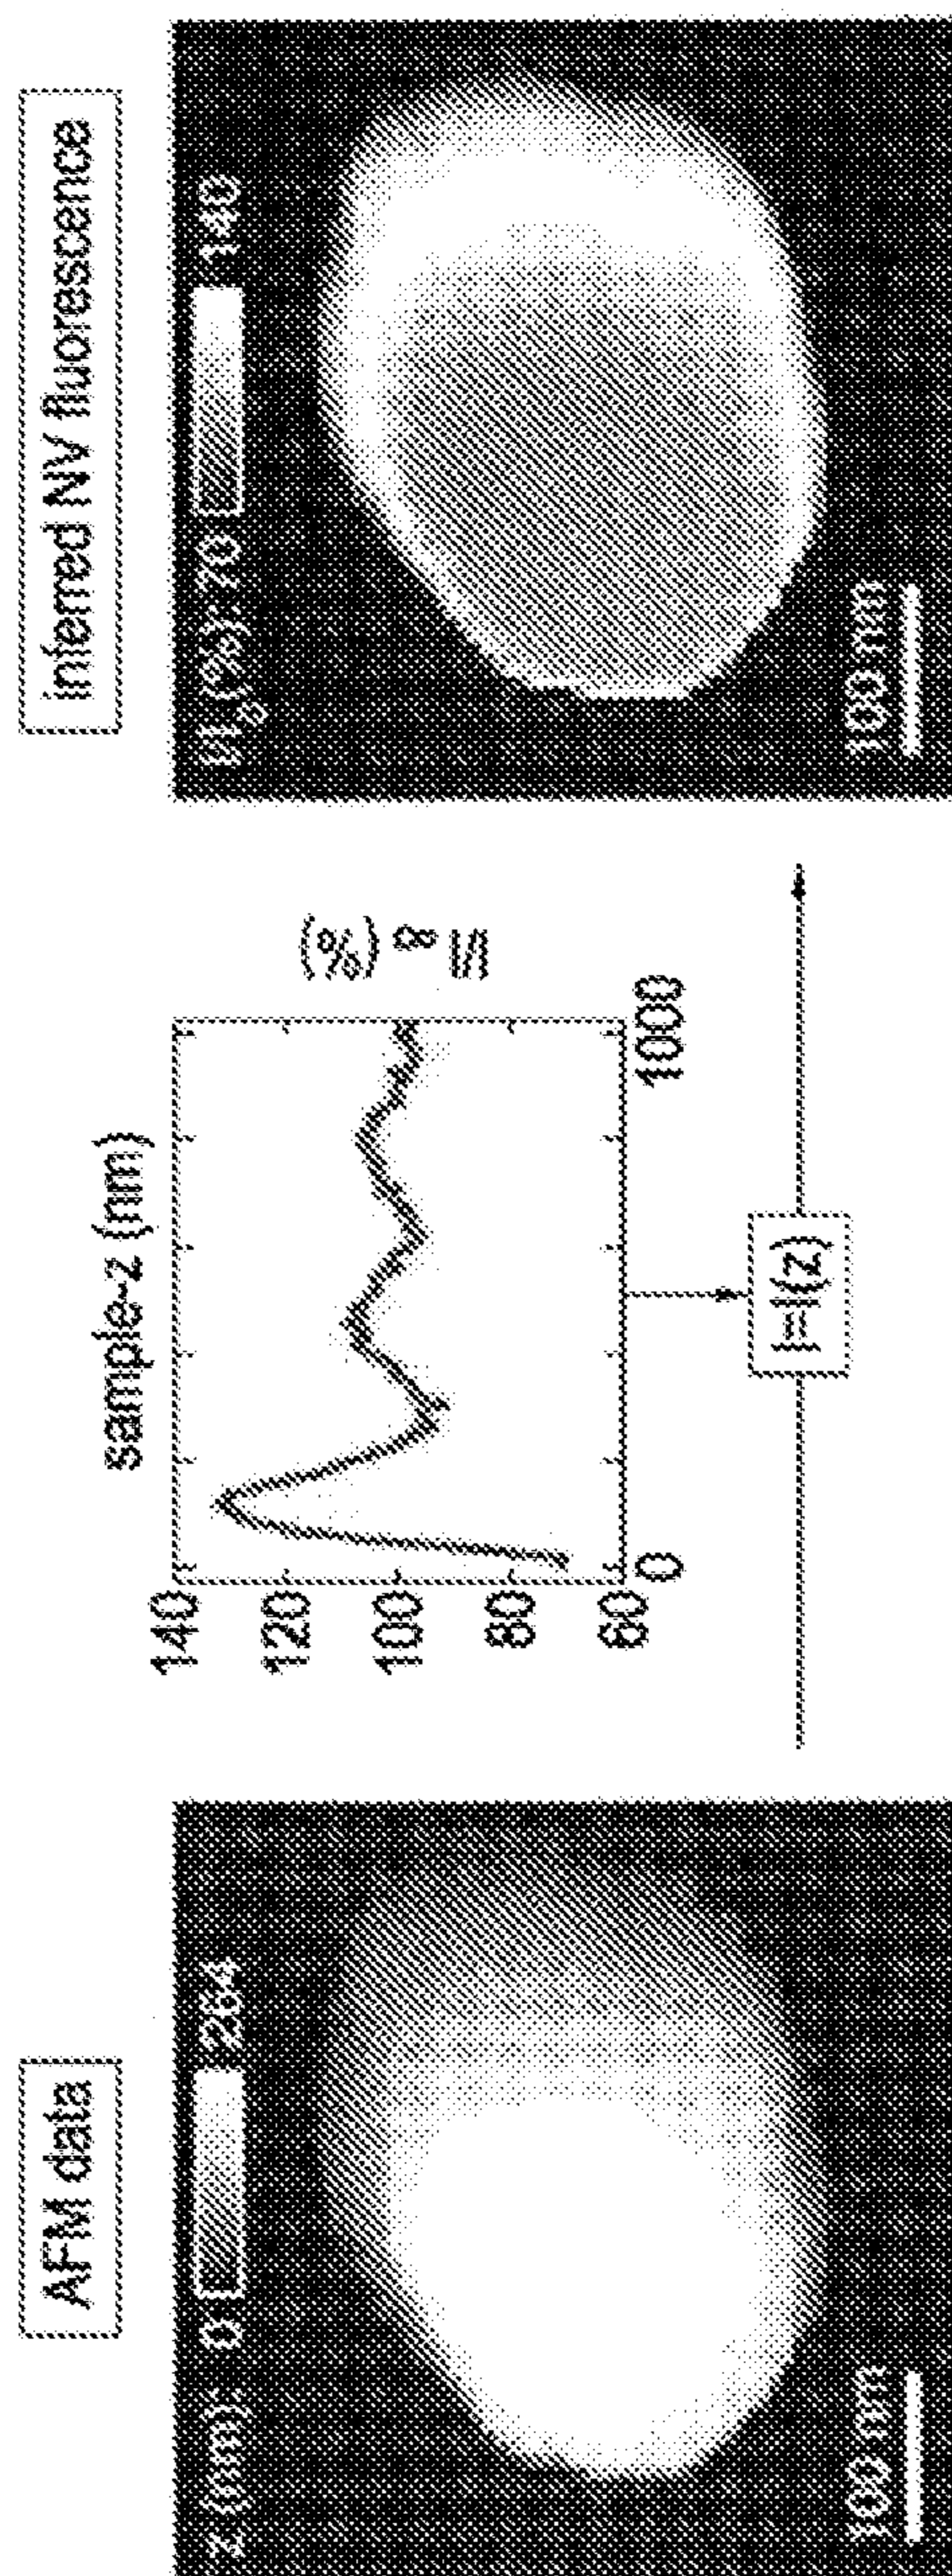 AFM data
z (nm): 0 264
100 nm
sample-z (nm)
140
120
100
80
60
0 1000
I/I∞ (%)
I=I(z)
inferred NV fluorescence
I/I∞(%):70 140
100 nm